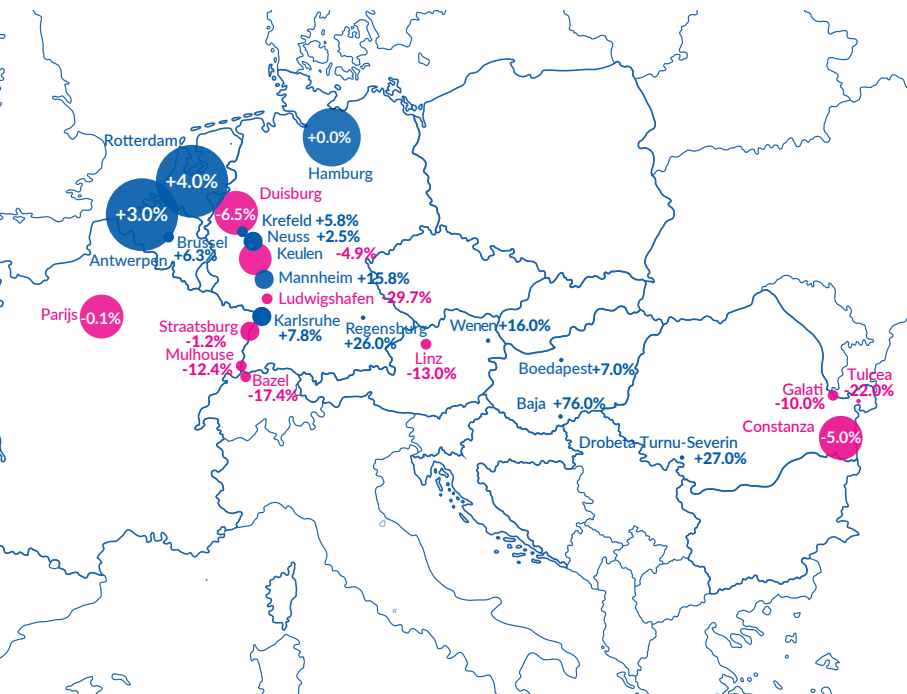 Rotterdam
+4.0%
+0.0%
Hamburg
+3.0%
Antwerpen
Brussel
+6.3%
Duisburg
-6.5%
Krefeld +5.8%
Neuss +2.5%
Keulen -4.9%
Mannheim +15.8%
Ludwigshafen -29.7%
Parijs -0.1%
Karlsruhe
+7.8%
Straatsburg
-1.2%
Mulhouse
-12.4%
Bazel
-17.4%
Regensburg
+26.0%
Linz
-13.0%
Wenen +16.0%
Boedapest +7.0%
Baja +76.0%
Drobeta-Turnu-Severin
+27.0%
Galati
-10.0%
Tulcea
-22.0%
Constanza
-5.0%